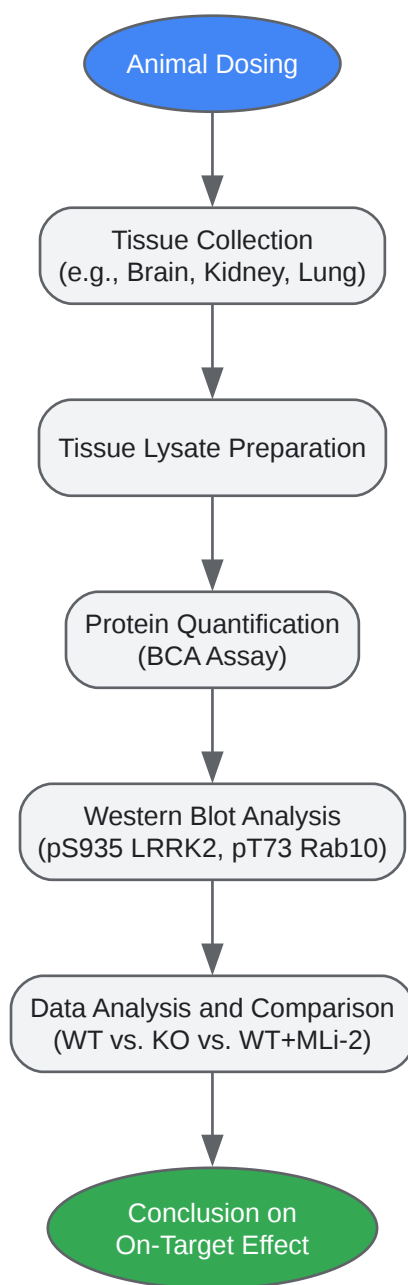 Animal Dosing
Tissue Collection
(e.g., Brain, Kidney, Lung)
Tissue Lysate Preparation
Protein Quantification
(BCA Assay)
Western Blot Analysis
(pS935 LRRK2, pT73 Rab10)
Data Analysis and Comparison
(WT vs. KO vs. WT+MLi-2)
Conclusion on
On-Target Effect